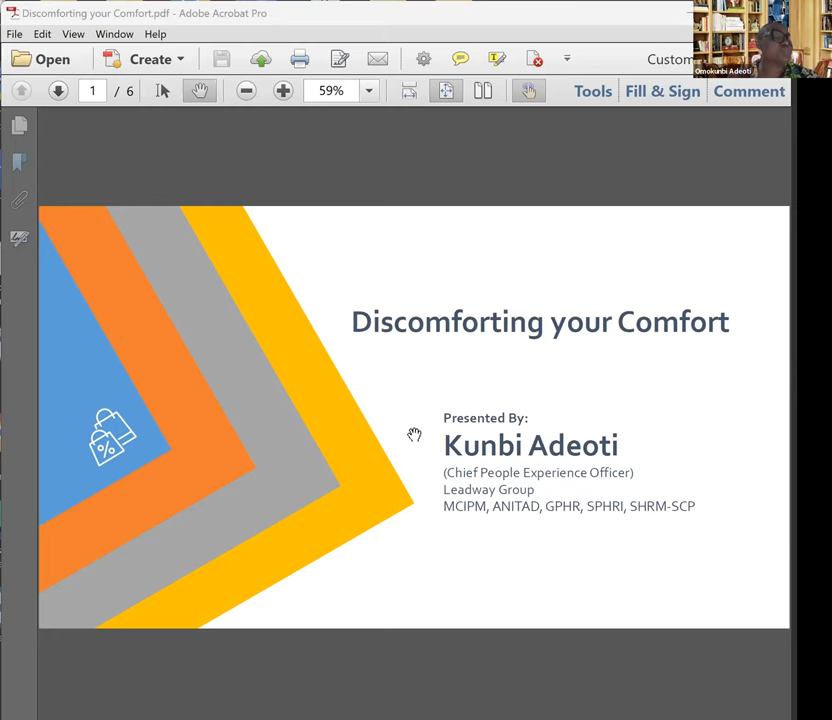 Discomforting your Comfort.pdf - Adobe Acrobat Pro
File Edit View Window Help
Open Create Custom
Omokunbi Adeoti
1 / 6 59% Tools Fill & Sign Comment
Discomforting your Comfort
%
Presented By:
Kunbi Adeoti
(Chief People Experience Officer)
Leadway Group
MCIPM, ANITAD, GPHR, SPHRI, SHRM-SCP